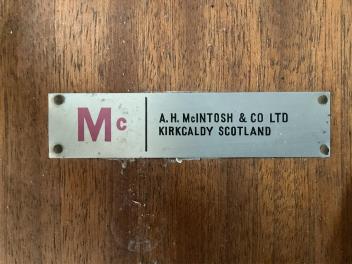 Mc
A.H. McINTOSH & CO LTD
KIRKCALDY SCOTLAND